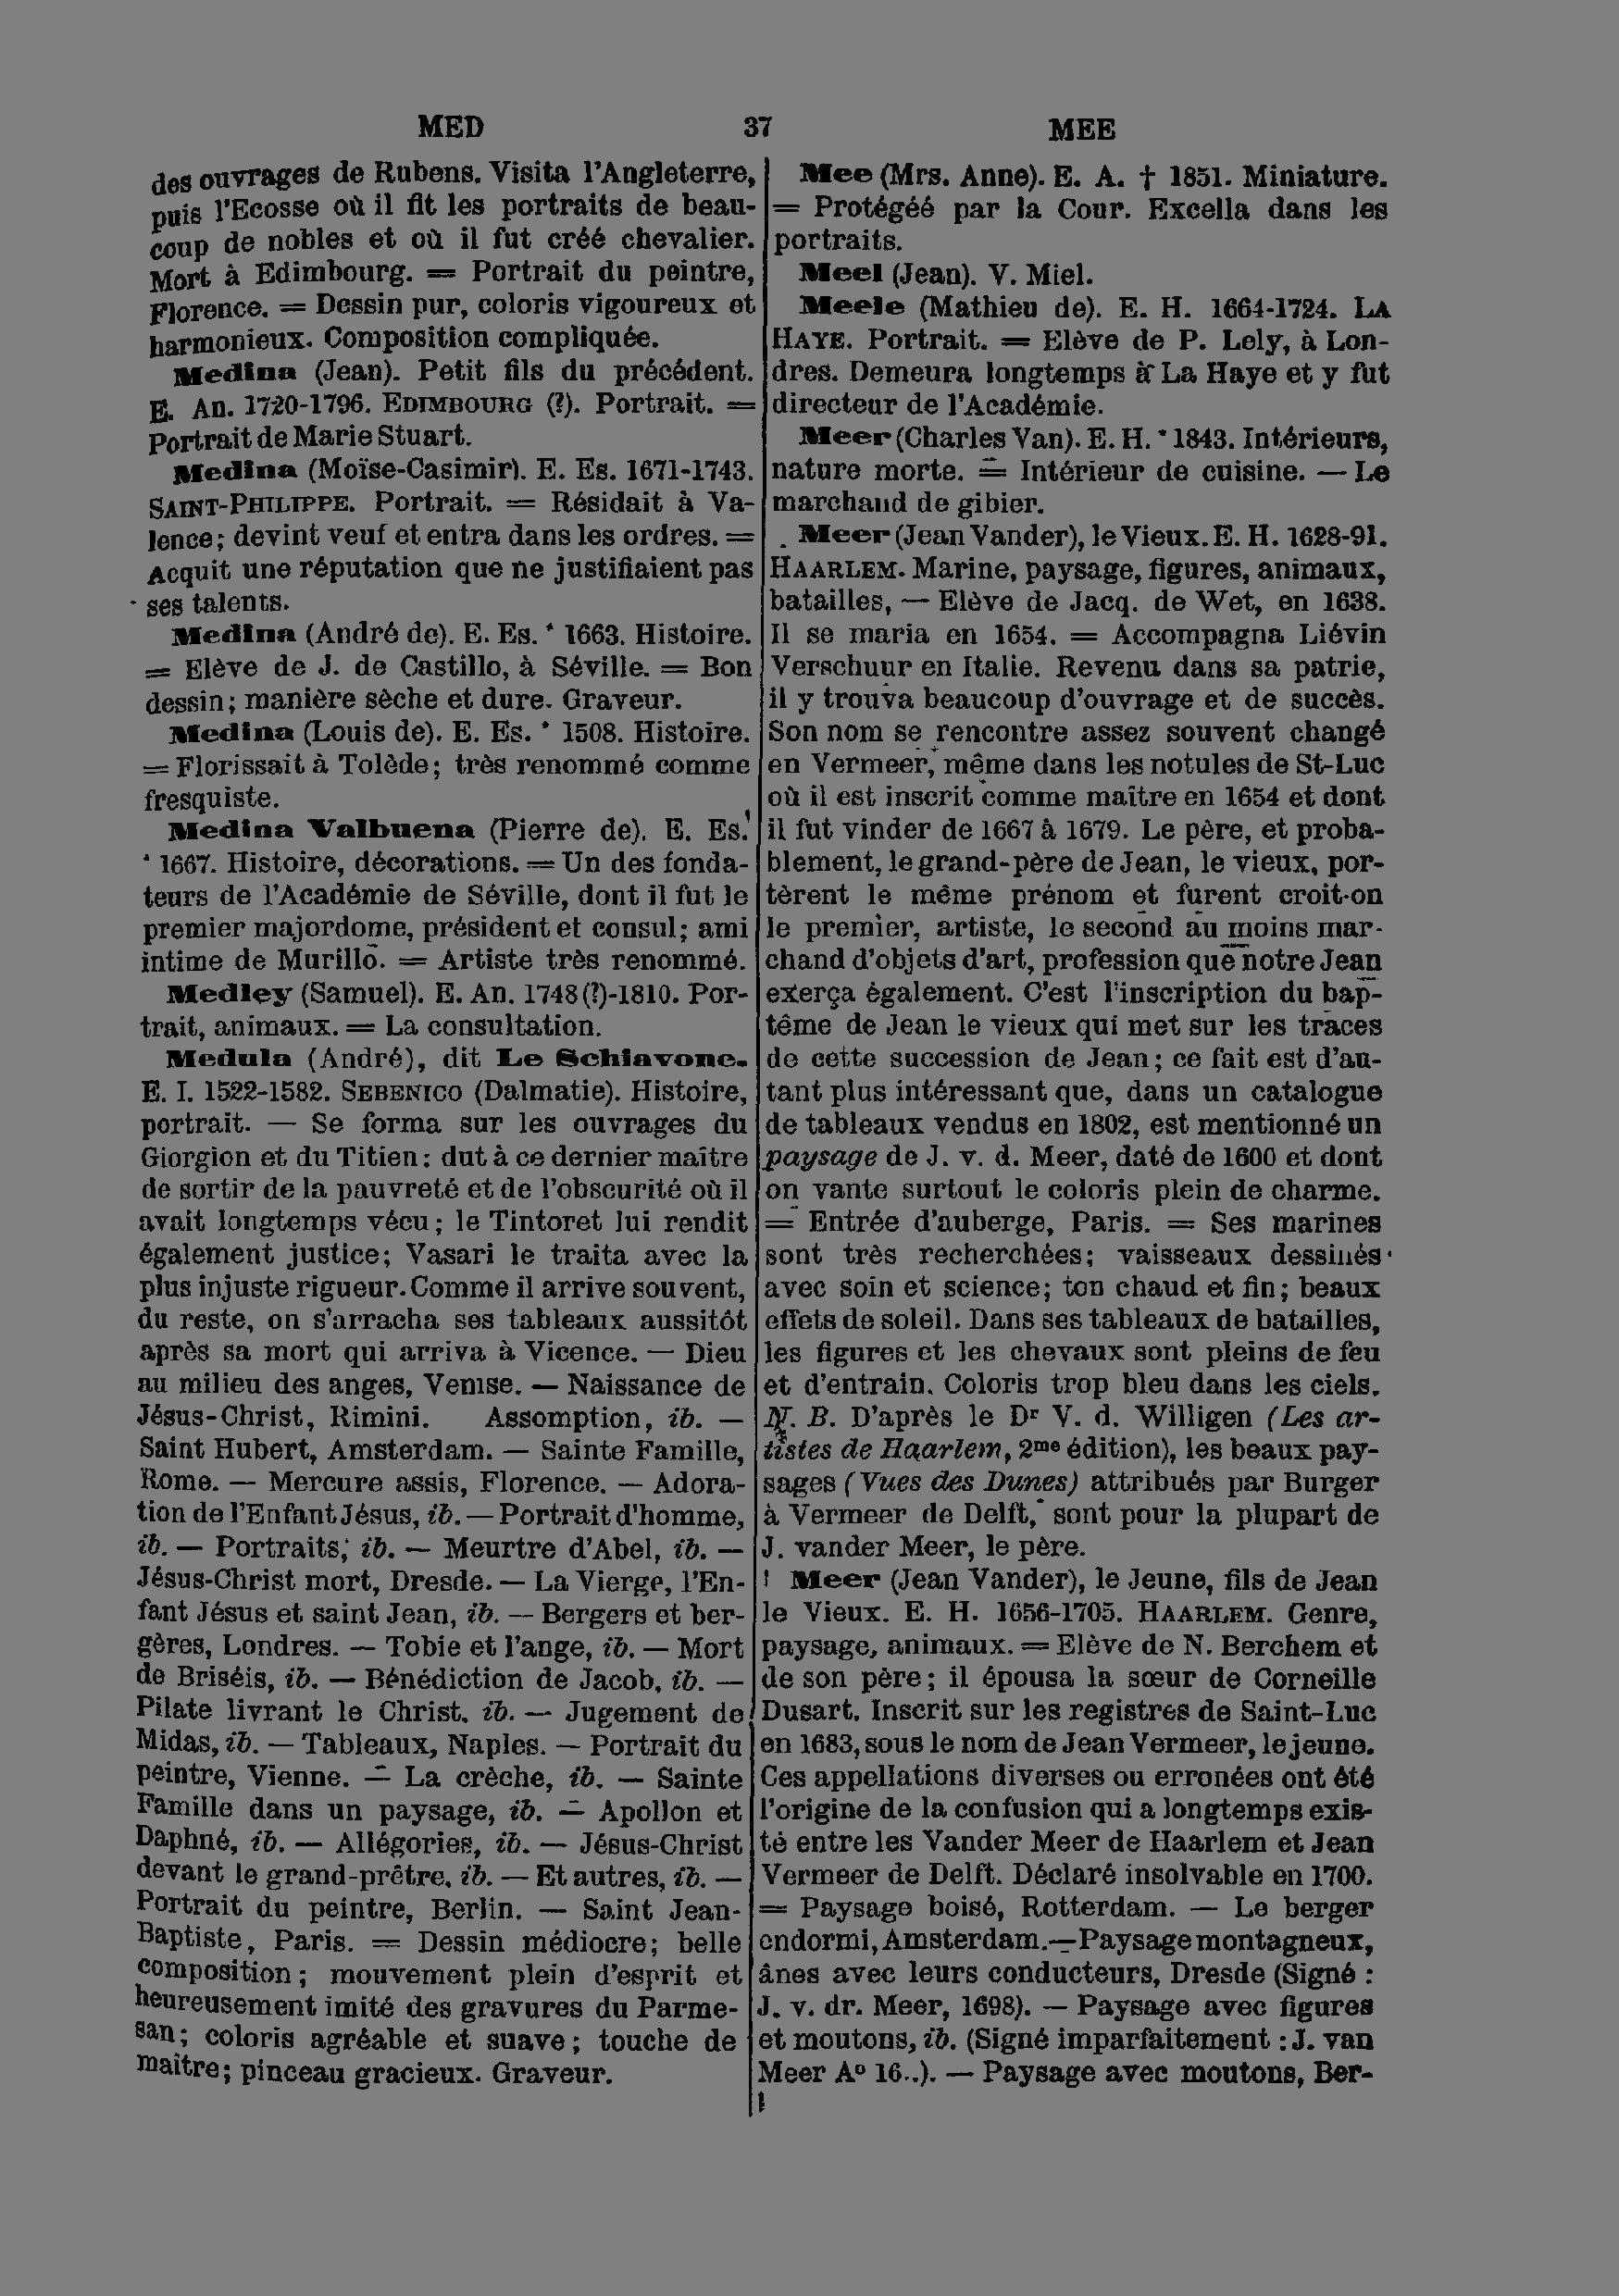 MED 37 MEE
des ouvrages de Rubens. Visita l'Angleterre,
puis l'Ecosse où il fit les portraits de beau-
coup de nobles et où il fut créé chevalier.
Mort à Edimbourg. = Portrait du peintre,
Florence. = Dessin pur, coloris vigoureux et
harmonieux. Composition compliquée.
Medina (Jean). Petit fils du précédent.
E. An. 1720-1796. EDIMBOURG (?). Portrait. =
Portrait de Marie Stuart.
Medina (Moïse-Casimir). E. Es. 1671-1743.
SAINT-PHILIPPE. Portrait. = Résidait à Va-
lence; devint veuf et entra dans les ordres. =
Acquit une réputation que ne justifiaient pas
ses talents.
Medina (André de). E. Es. * 1663. Histoire.
= Elève de J. de Castillo, à Séville. = Bon
dessin; manière sèche et dure. Graveur.
Medina (Louis de). E. Es. * 1508. Histoire.
= Florissait à Tolède; très renommé comme
fresquiste.
Medina Valbuena (Pierre de). E. Es.
* 1667. Histoire, décorations. = Un des fonda-
teurs de l'Académie de Séville, dont il fut le
premier majordome, président et consul; ami
intime de Murillo. = Artiste très renommé.
Medley (Samuel). E. An. 1748 (?)-1810. Por-
trait, animaux. = La consultation.
Medula (André), dit Le Schiavone.
E. I. 1522-1582. SEBENICO (Dalmatie). Histoire,
portrait. — Se forma sur les ouvrages du
Giorgion et du Titien; dut à ce dernier maître
de sortir de la pauvreté et de l'obscurité où il
avait longtemps vécu; le Tintoret lui rendit
également justice; Vasari le traita avec la
plus injuste rigueur. Comme il arrive souvent,
du reste, on s'arracha ses tableaux aussitôt
après sa mort qui arriva à Vicence. — Dieu
au milieu des anges, Venise. — Naissance de
Jésus-Christ, Rimini. Assomption, ib. —
Saint Hubert, Amsterdam. — Sainte Famille,
Rome. — Mercure assis, Florence. — Adora-
tion de l'Enfant Jésus, ib. — Portrait d'homme,
ib. — Portraits, ib. — Meurtre d'Abel, ib. —
Jésus-Christ mort, Dresde. — La Vierge, l'En-
fant Jésus et saint Jean, ib. — Bergers et ber-
gères, Londres. — Tobie et l'ange, ib. — Mort
de Briséis, ib. — Bénédiction de Jacob, ib. —
Pilate livrant le Christ, ib. — Jugement de
Midas, ib. — Tableaux, Naples. — Portrait du
peintre, Vienne. — La crèche, ib. — Sainte
Famille dans un paysage, ib. — Apollon et
Daphné, ib. — Allégories, ib. — Jésus-Christ
devant le grand-prêtre, ib. — Et autres, ib. —
Portrait du peintre, Berlin. — Saint Jean-
Baptiste, Paris. = Dessin médiocre; belle
composition; mouvement plein d'esprit et
heureusement imité des gravures du Parme-
san; coloris agréable et suave; touche de
maître; pinceau gracieux. Graveur.
Mee (Mrs. Anne). E. A. † 1851. Miniature.
= Protégéé par la Cour. Excella dans les
portraits.
Meel (Jean). V. Miel.
Meele (Mathieu de). E. H. 1664-1724. LA
HAYE. Portrait. = Elève de P. Lely, à Lon-
dres. Demeura longtemps à La Haye et y fut
directeur de l'Académie.
Meer (Charles Van). E. H. * 1843. Intérieurs,
nature morte. = Intérieur de cuisine. — Le
marchand de gibier.
Meer (Jean Vander), le Vieux. E. H. 1628-91.
HAARLEM. Marine, paysage, figures, animaux,
batailles, — Elève de Jacq. de Wet, en 1638.
Il se maria en 1654. = Accompagna Liévin
Verschuur en Italie. Revenu dans sa patrie,
il y trouva beaucoup d'ouvrage et de succès.
Son nom se rencontre assez souvent changé
en Vermeer, même dans les notules de St-Luc
où il est inscrit comme maître en 1654 et dont
il fut vinder de 1667 à 1679. Le père, et proba-
blement, le grand-père de Jean, le vieux, por-
tèrent le même prénom et furent croit-on
le premier, artiste, le second au moins mar-
chand d'objets d'art, profession que notre Jean
exerça également. C'est l'inscription du bap-
tême de Jean le vieux qui met sur les traces
de cette succession de Jean; ce fait est d'au-
tant plus intéressant que, dans un catalogue
de tableaux vendus en 1802, est mentionné un
paysage de J. v. d. Meer, daté de 1600 et dont
on vante surtout le coloris plein de charme.
= Entrée d'auberge, Paris. = Ses marines
sont très recherchées; vaisseaux dessinés
avec soin et science; ton chaud et fin; beaux
effets de soleil. Dans ses tableaux de batailles,
les figures et les chevaux sont pleins de feu
et d'entrain. Coloris trop bleu dans les ciels.
N. B. D'après le Dr V. d. Willigen (Les ar-
tistes de Haarlem, 2me édition), les beaux pay-
sages (Vues des Dunes) attribués par Burger
à Vermeer de Delft, sont pour la plupart de
J. vander Meer, le père.
Meer (Jean Vander), le Jeune, fils de Jean
le Vieux. E. H. 1656-1705. HAARLEM. Genre,
paysage, animaux. = Elève de N. Berchem et
de son père; il épousa la sœur de Corneille
Dusart. Inscrit sur les registres de Saint-Luc
en 1683, sous le nom de Jean Vermeer, le jeune.
Ces appellations diverses ou erronées ont été
l'origine de la confusion qui a longtemps exis-
té entre les Vander Meer de Haarlem et Jean
Vermeer de Delft. Déclaré insolvable en 1700.
= Paysage boisé, Rotterdam. — Le berger
endormi, Amsterdam. — Paysage montagneux,
ânes avec leurs conducteurs, Dresde (Signé :
J. v. dr. Meer, 1698). — Paysage avec figures
et moutons, ib. (Signé imparfaitement : J. van
Meer Aº 16..). — Paysage avec moutons, Ber-